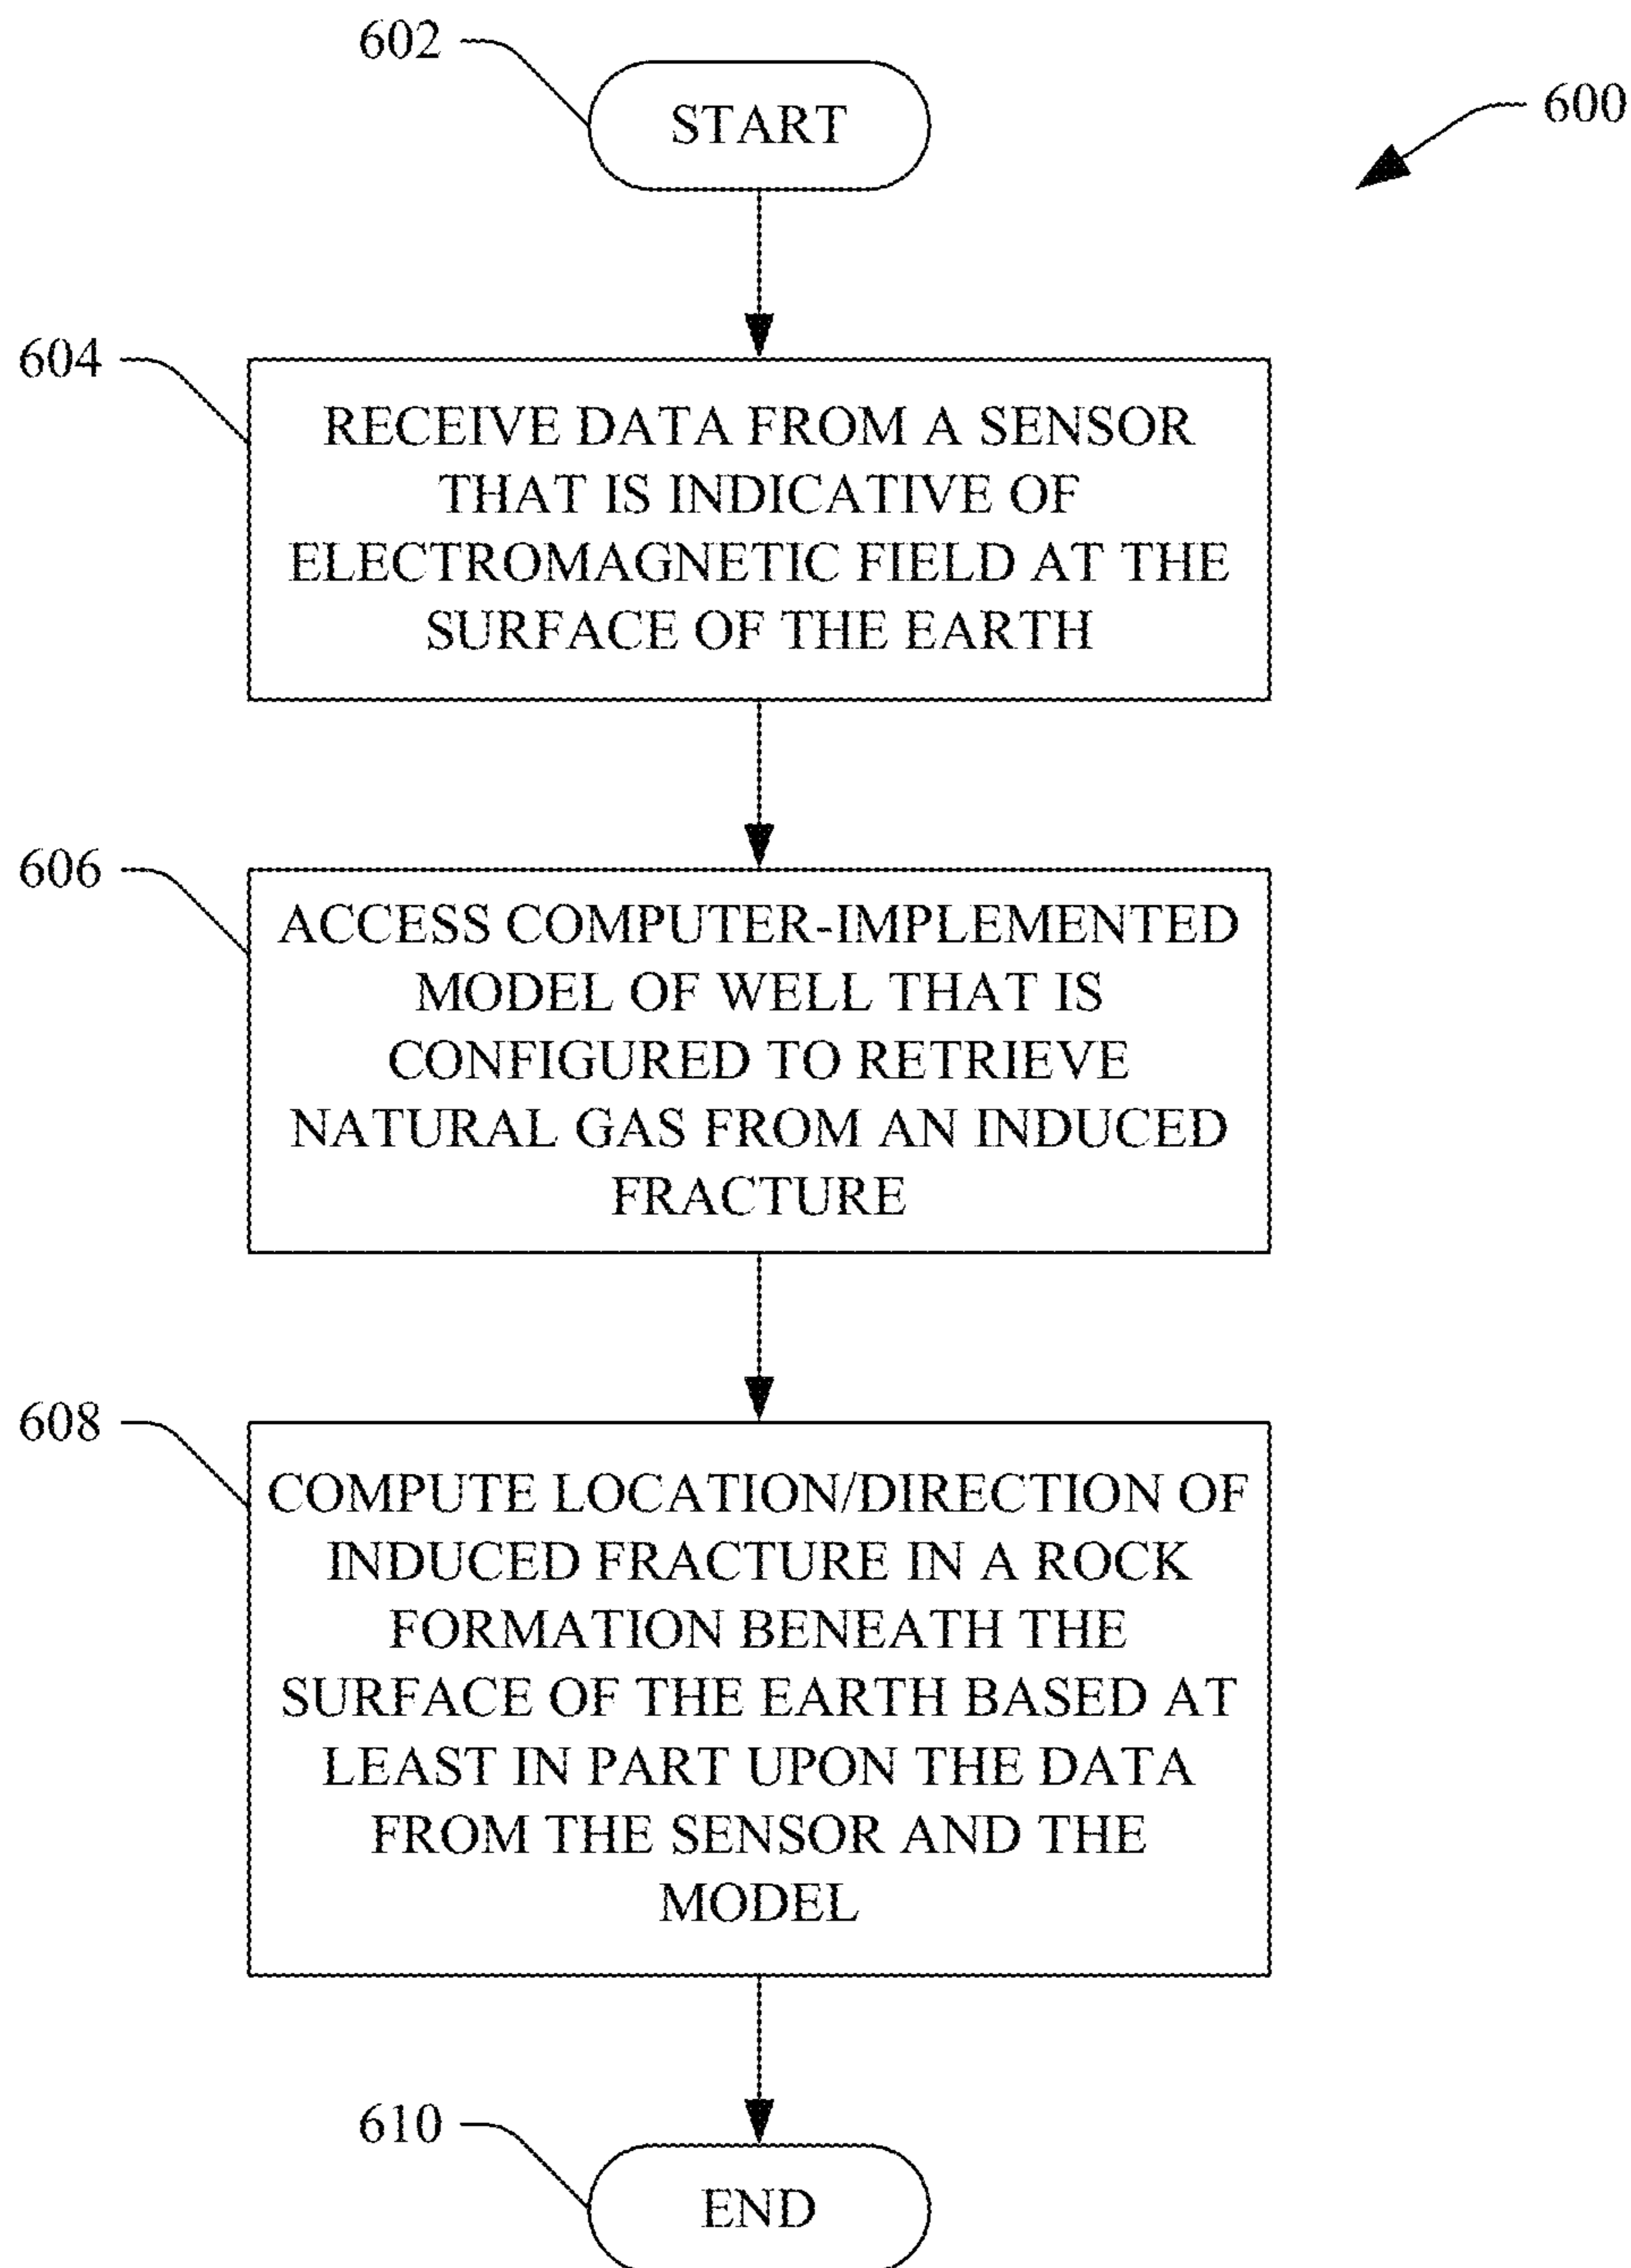 602
START
600
604
RECEIVE DATA FROM A SENSOR
THAT IS INDICATIVE OF
ELECTROMAGNETIC FIELD AT THE
SURFACE OF THE EARTH
606
ACCESS COMPUTER-IMPLEMENTED
MODEL OF WELL THAT IS
CONFIGURED TO RETRIEVE
NATURAL GAS FROM AN INDUCED
FRACTURE
608
COMPUTE LOCATION/DIRECTION OF
INDUCED FRACTURE IN A ROCK
FORMATION BENEATH THE
SURFACE OF THE EARTH BASED AT
LEAST IN PART UPON THE DATA
FROM THE SENSOR AND THE
MODEL
610
END